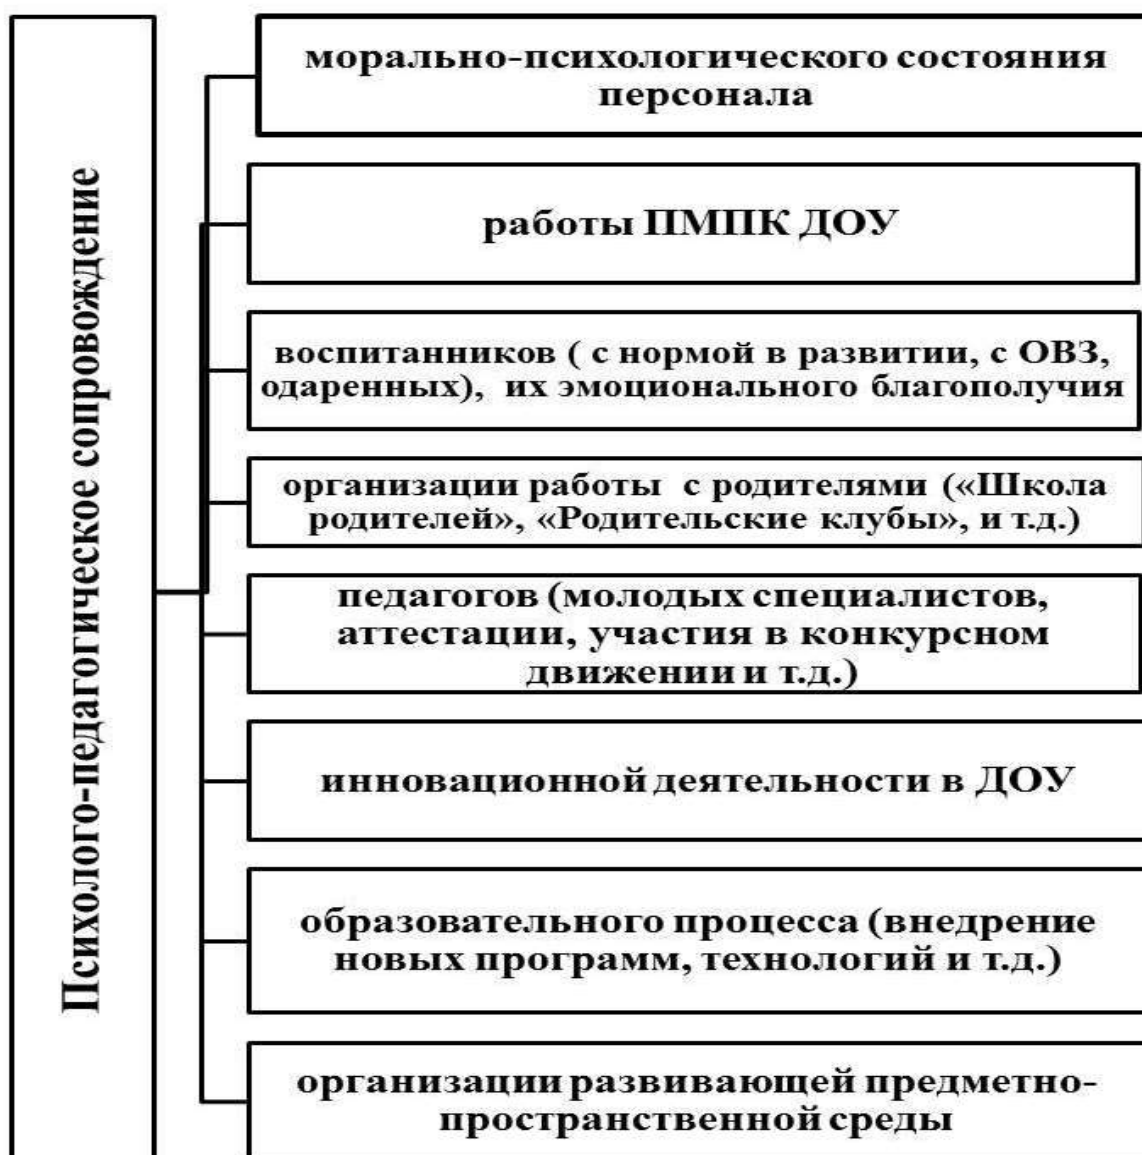 Психолого-педагогическое сопровождение
морально-психологического состояния
персонала
работы ПМПК ДОУ
воспитанников ( с нормой в развитии, с ОВЗ,
одаренных), их эмоционального благополучия
организации работы с родителями («Школа
родителей», «Родительские клубы», и т.д.)
педагогов (молодых специалистов,
аттестации, участия в конкурсном
движении и т.д.)
инновационной деятельности в ДОУ
образовательного процесса (внедрение
новых программ, технологий и т.д.)
организации развивающей предметно-
пространственной среды